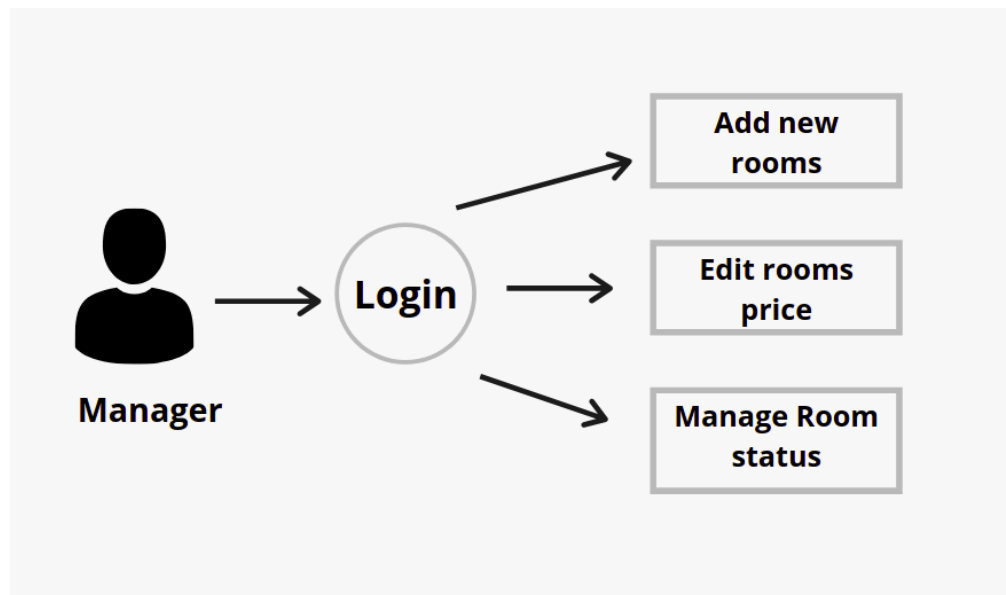 Manager
Login
Add new
rooms
Edit rooms
price
Manage Room
status